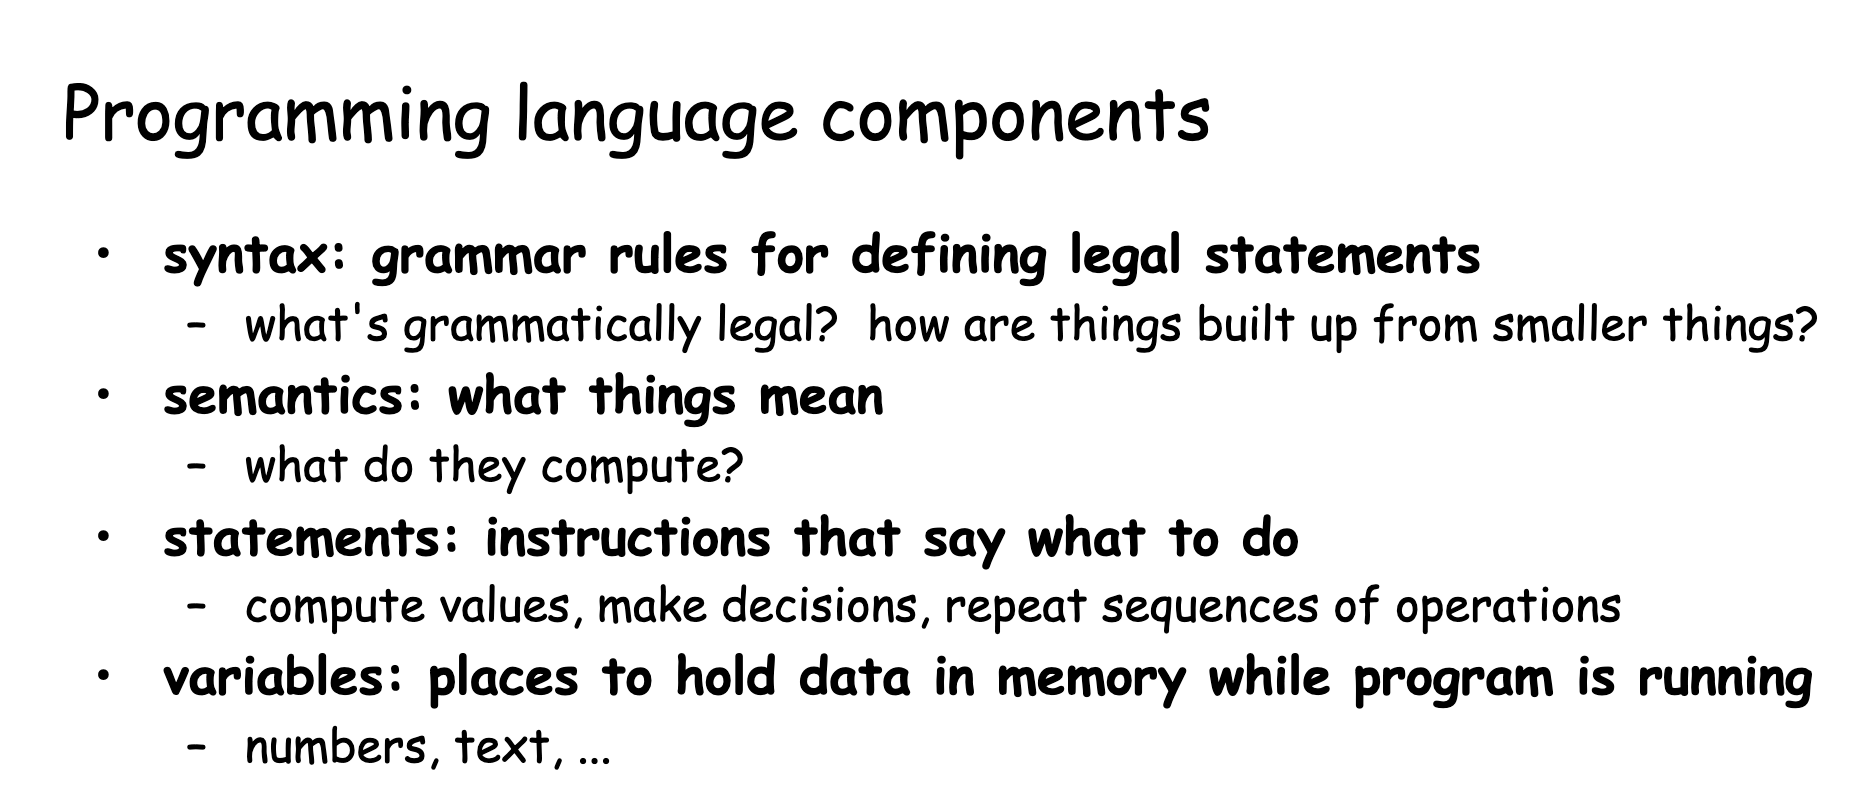 Programming language components
• syntax: grammar rules for defining legal statements
– what's grammatically legal?  how are things built up from smaller things?
• semantics: what things mean
– what do they compute?
• statements: instructions that say what to do
– compute values, make decisions, repeat sequences of operations
• variables: places to hold data in memory while program is running
– numbers, text, ...